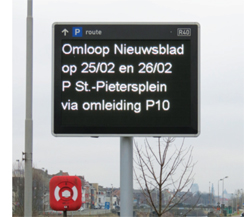 P route R40
Omloop Nieuwsblad
op 25/02 en 26/02
P St.-Pietersplein
via omleiding P10